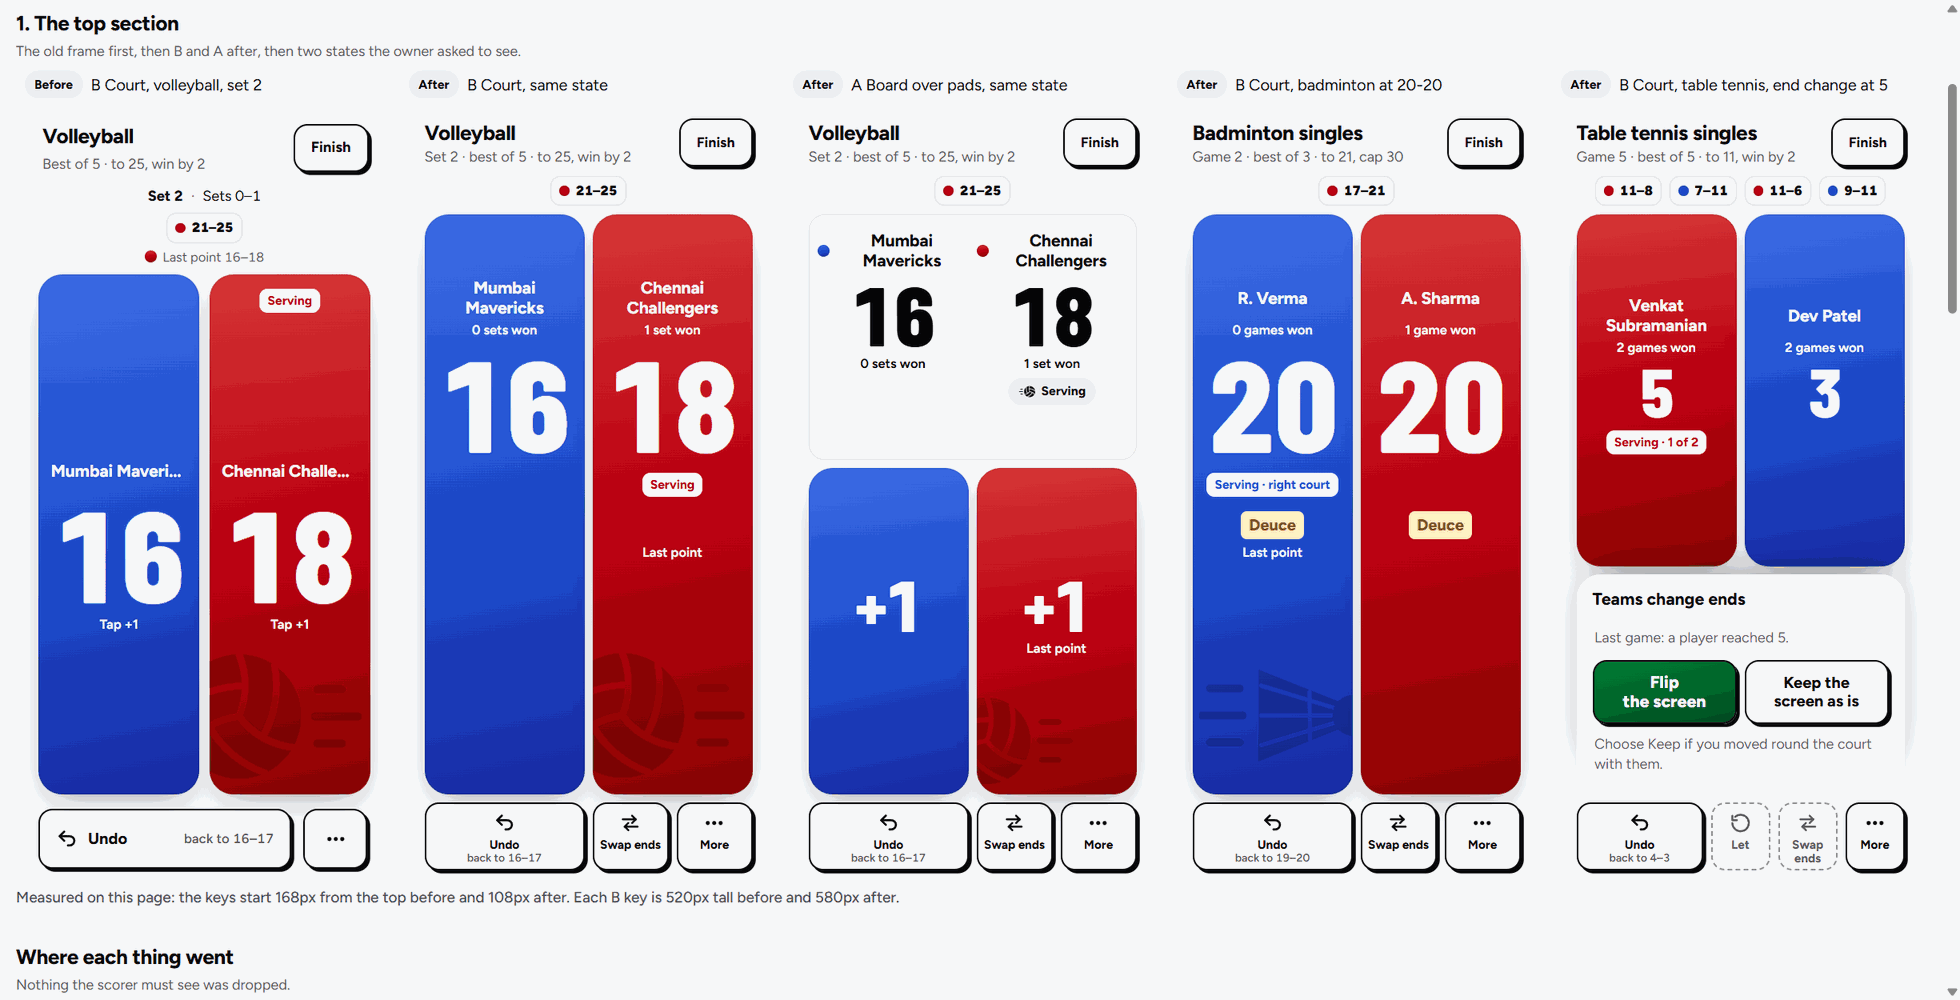 1. The top section
The old frame first, then B and A after, then two states the owner asked to see.
Before B Court, volleyball, set 2
Volleyball
Best of 5 · to 25, win by 2
Finish
Set 2 · Sets 0–1
21–25
Last point 16–18
Mumbai Maveri...
16
Tap +1
Serving
Chennai Challe...
18
Tap +1
Undo back to 16–17
After B Court, same state
Volleyball
Set 2 · best of 5 · to 25, win by 2
Finish
21–25
Mumbai
Mavericks
0 sets won
16
Chennai
Challengers
1 set won
18
Serving
Last point
Undo
back to 16–17
Swap ends
More
After A Board over pads, same state
Volleyball
Set 2 · best of 5 · to 25, win by 2
Finish
21–25
Mumbai
Mavericks
16
0 sets won
Chennai
Challengers
18
1 set won
Serving
+1
+1
Last point
Undo
back to 16–17
Swap ends
More
After B Court, badminton at 20-20
Badminton singles
Game 2 · best of 3 · to 21, cap 30
Finish
17–21
R. Verma
0 games won
20
Serving · right court
Deuce
Last point
A. Sharma
1 game won
20
Deuce
Undo
back to 19–20
Swap ends
More
After B Court, table tennis, end change at 5
Table tennis singles
Game 5 · best of 5 · to 11, win by 2
Finish
11–8 7–11 11–6 9–11
Venkat
Subramanian
2 games won
5
Serving · 1 of 2
Dev Patel
2 games won
3
Teams change ends
Last game: a player reached 5.
Flip
the screen
Keep the
screen as is
Choose Keep if you moved round the court
with them.
Undo
back to 4–3
Let
Swap
ends
More
Measured on this page: the keys start 168px from the top before and 108px after. Each B key is 520px tall before and 580px after.
Where each thing went
Nothing the scorer must see was dropped.